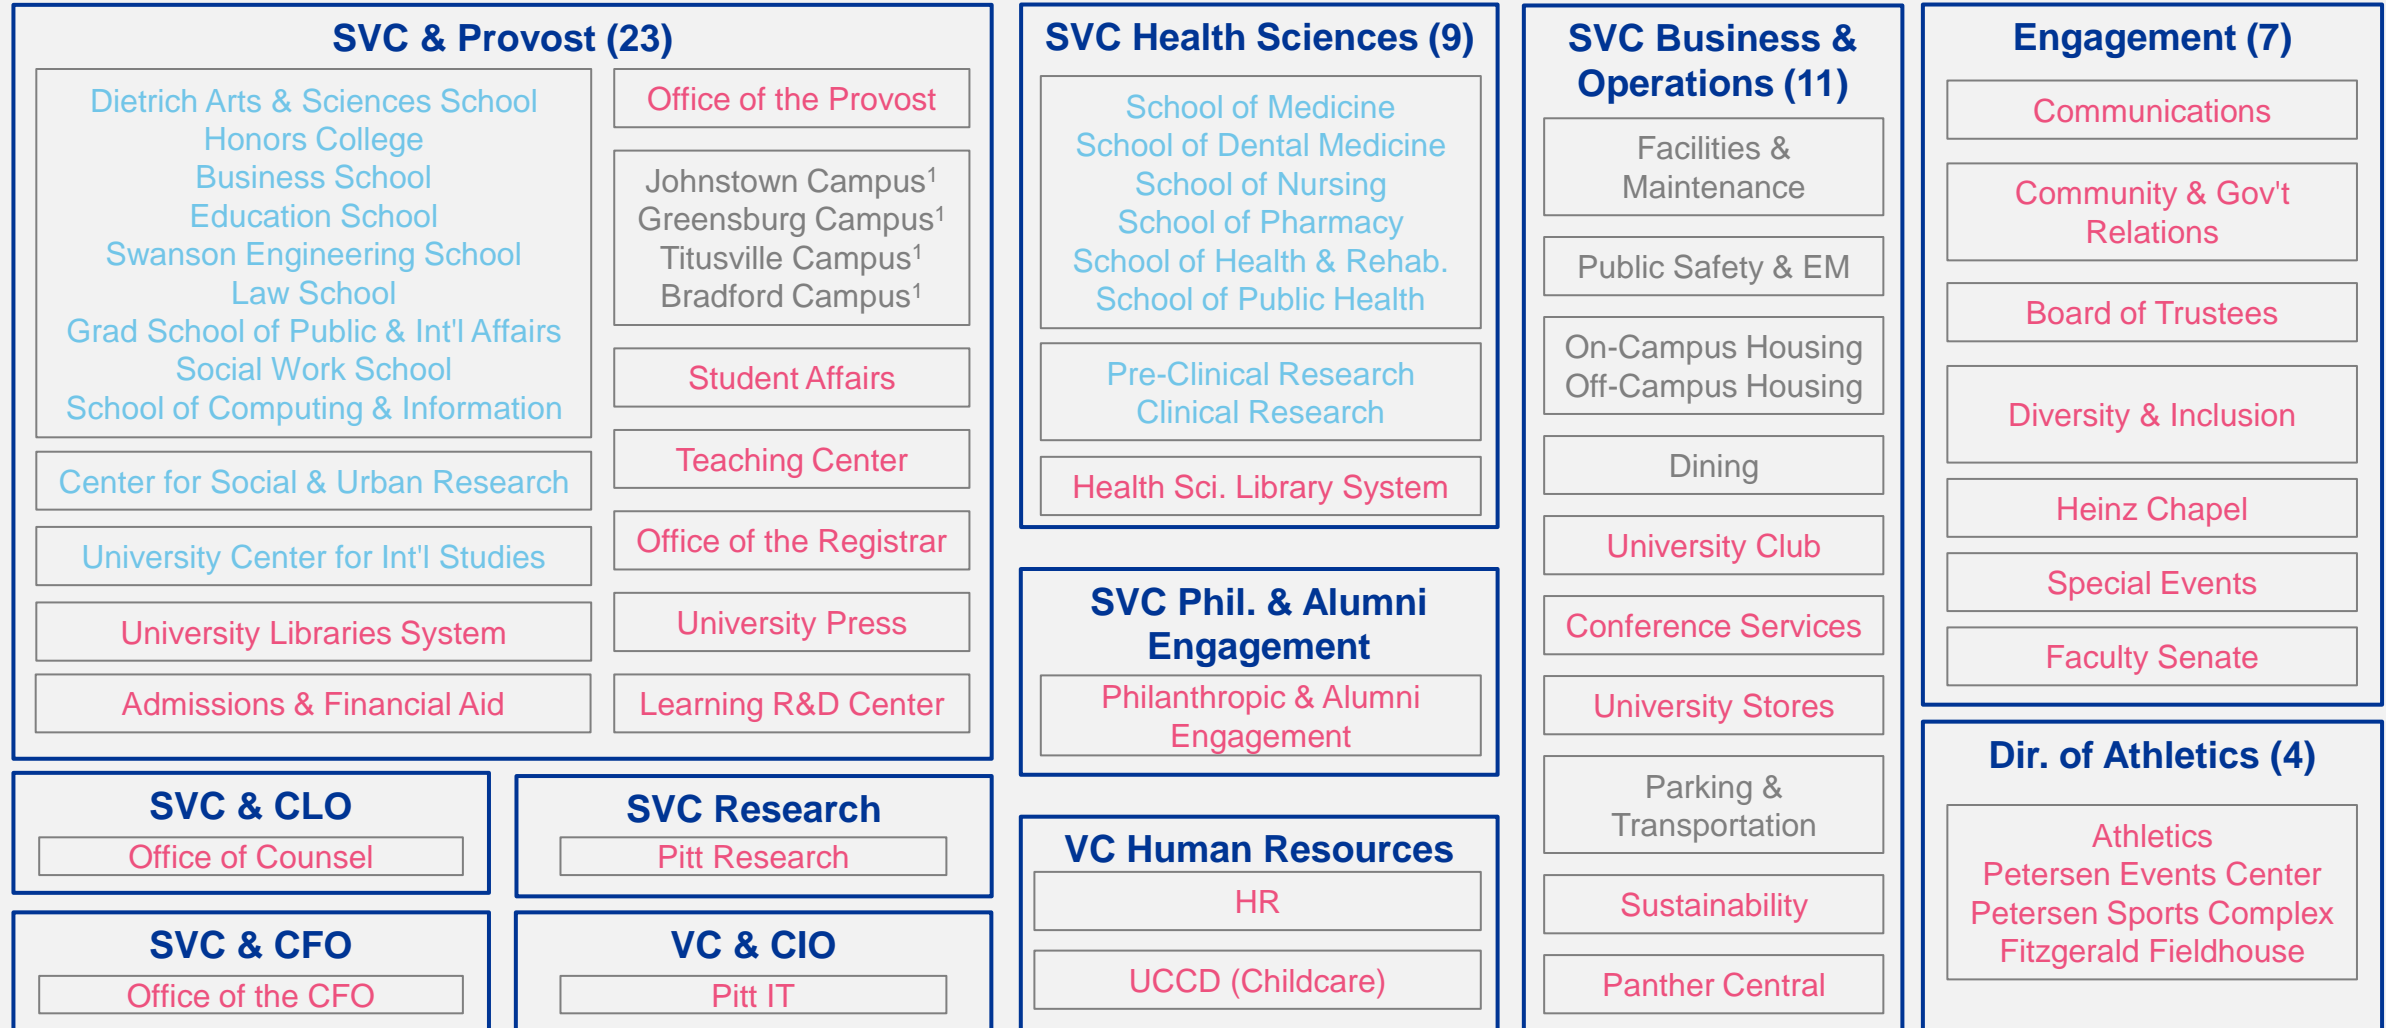 SVC & Provost (23)
Dietrich Arts & Sciences School
Honors College
Business School
Education School
Swanson Engineering School
Law School
Grad School of Public & Int'l Affairs
Social Work School
School of Computing & Information
Center for Social & Urban Research
University Center for Int'l Studies
University Libraries System
Admissions & Financial Aid
Office of the Provost
Johnstown Campus¹
Greensburg Campus¹
Titusville Campus¹
Bradford Campus¹
Student Affairs
Teaching Center
Office of the Registrar
University Press
Learning R&D Center
SVC & CLO
Office of Counsel
SVC Research
Pitt Research
SVC & CFO
Office of the CFO
VC & CIO
Pitt IT
SVC Health Sciences (9)
School of Medicine
School of Dental Medicine
School of Nursing
School of Pharmacy
School of Health & Rehab.
School of Public Health
Pre-Clinical Research
Clinical Research
Health Sci. Library System
SVC Phil. & Alumni
Engagement
Philanthropic & Alumni
Engagement
VC Human Resources
HR
UCCD (Childcare)
SVC Business &
Operations (11)
Facilities &
Maintenance
Public Safety & EM
On-Campus Housing
Off-Campus Housing
Dining
University Club
Conference Services
University Stores
Parking &
Transportation
Sustainability
Panther Central
Engagement (7)
Communications
Community & Gov't
Relations
Board of Trustees
Diversity & Inclusion
Heinz Chapel
Special Events
Faculty Senate
Dir. of Athletics (4)
Athletics
Petersen Events Center
Petersen Sports Complex
Fitzgerald Fieldhouse